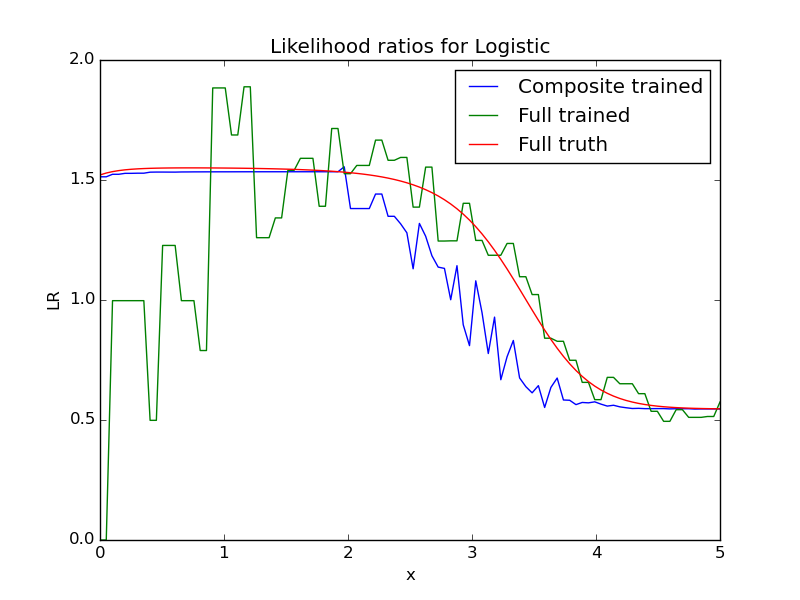 Likelihood ratios for Logistic
2.0
1.5
1.0
0.5
0.0
LR
0
1
2
3
4
5
x
Composite trained
Full trained
Full truth